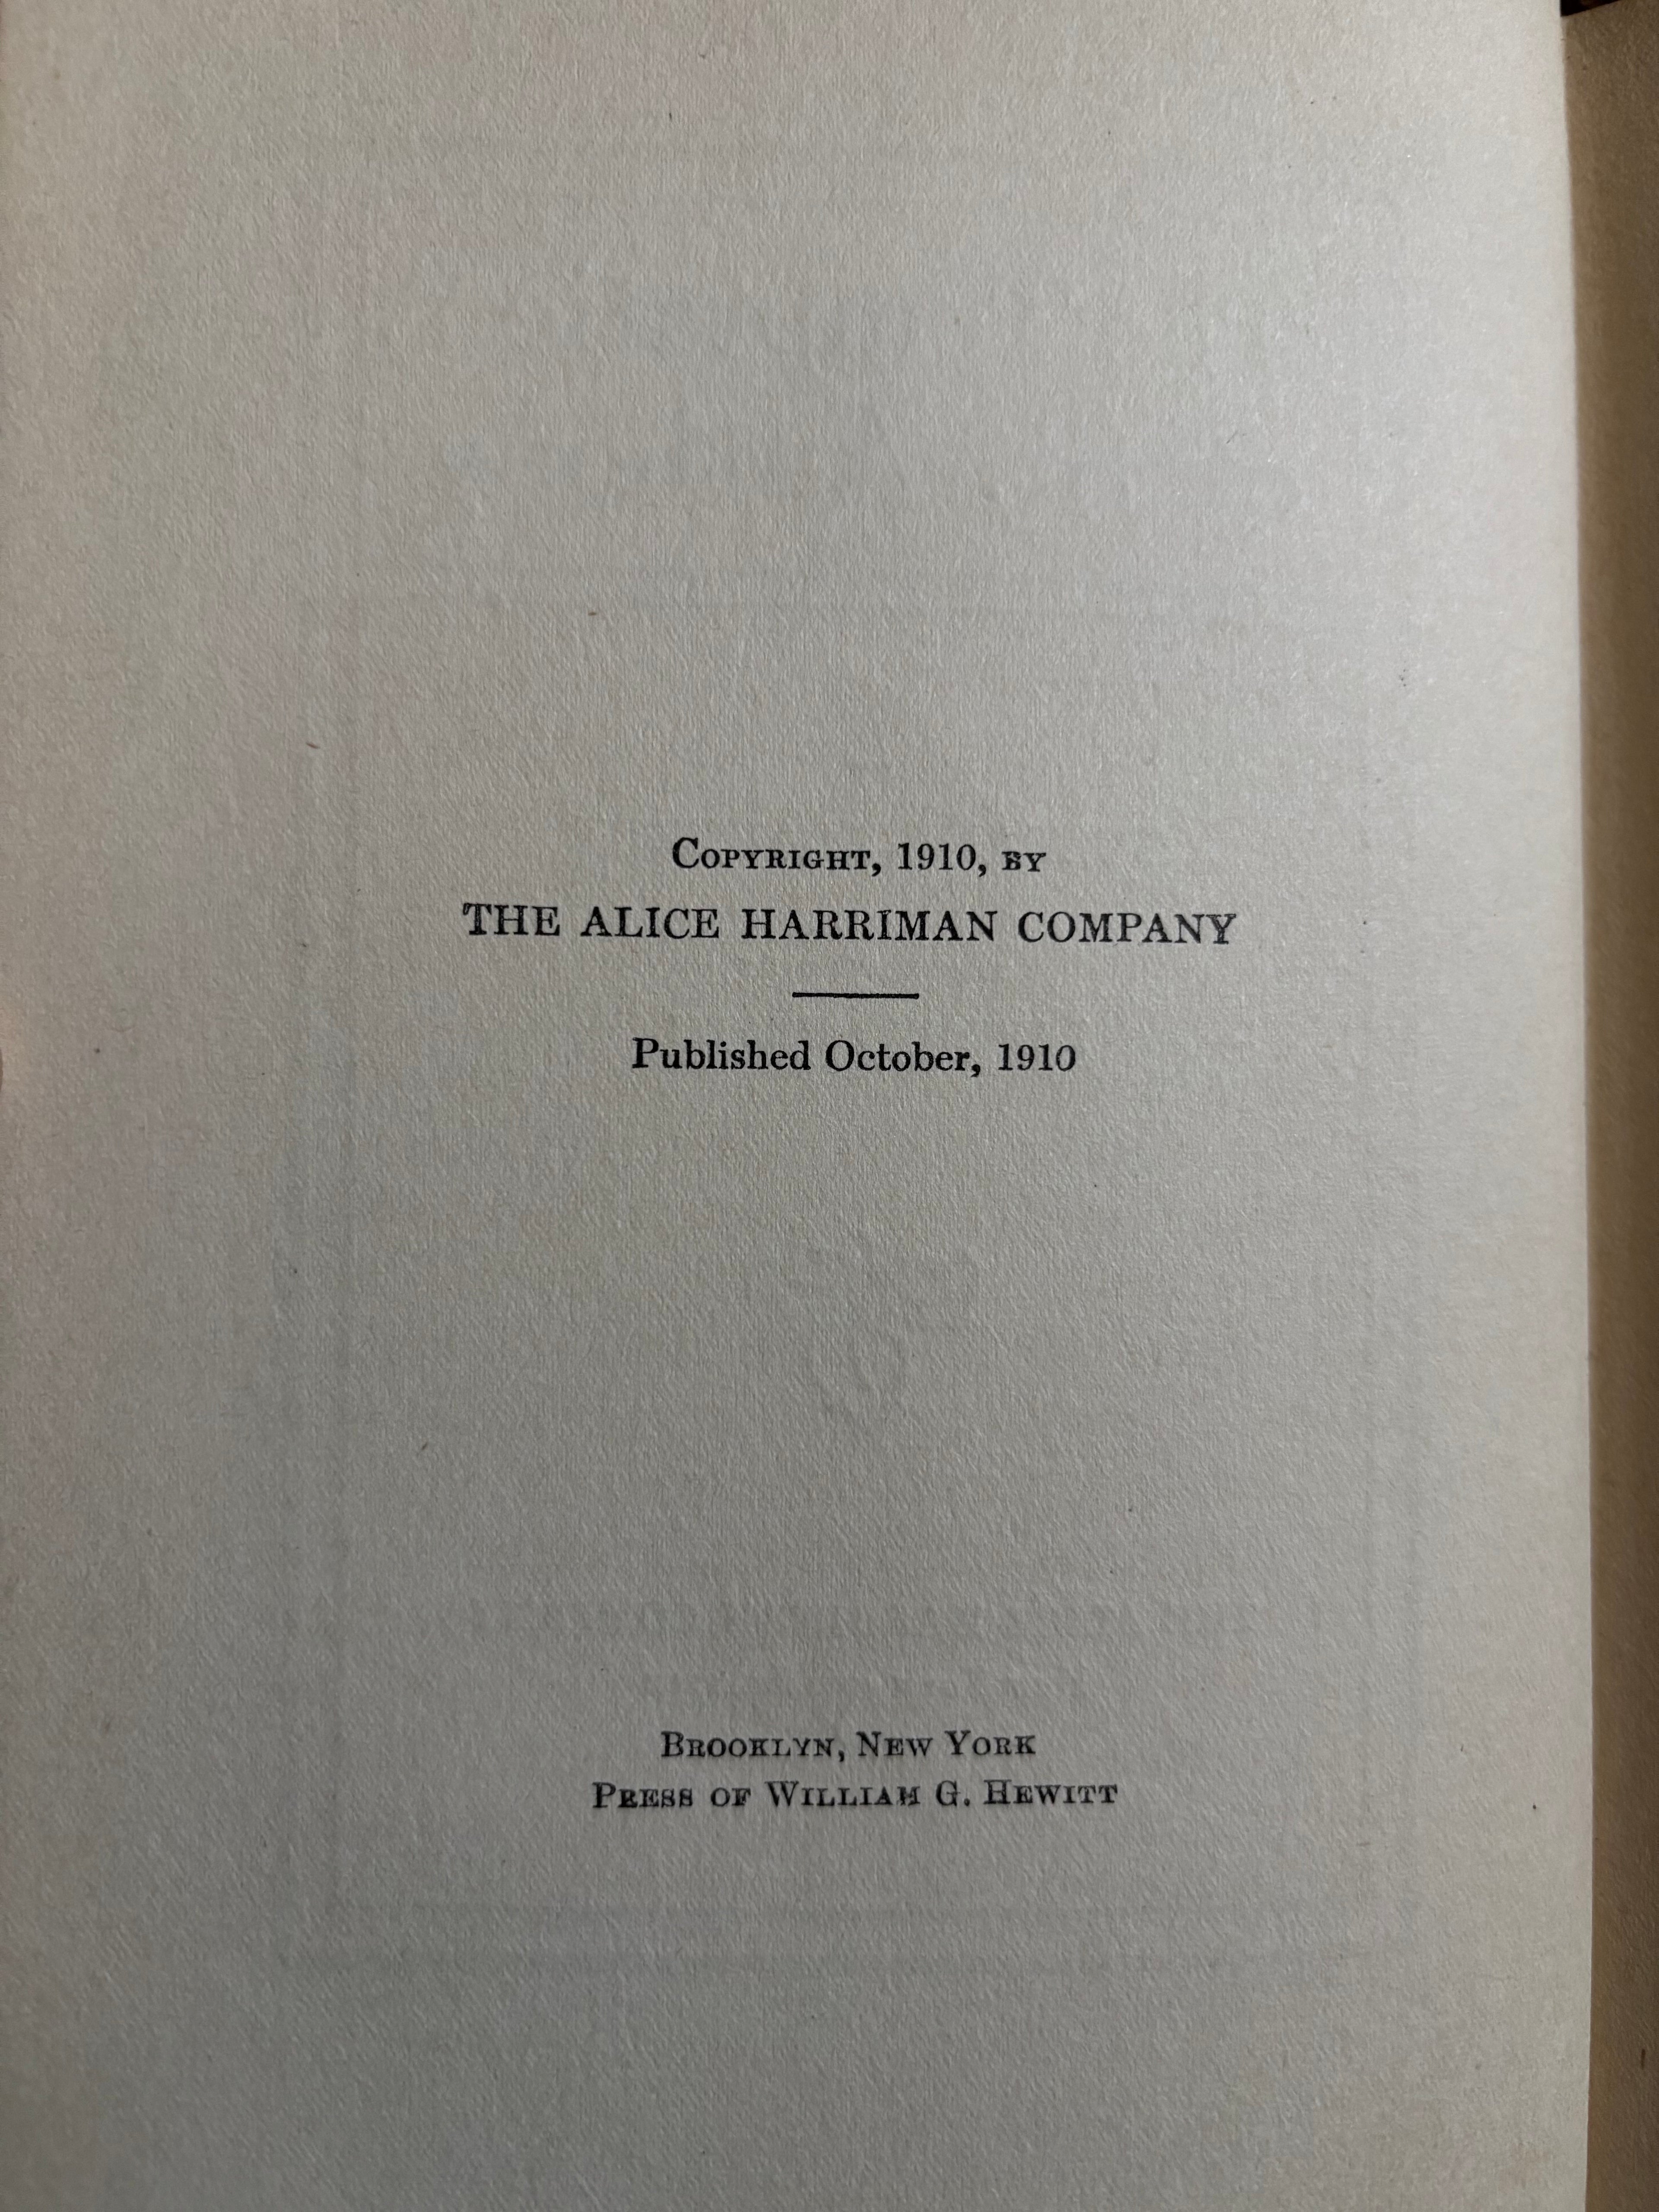 Copyright, 1910, by
THE ALICE HARRIMAN COMPANY
Published October, 1910
Brooklyn, New York
Press of William G. Hewitt